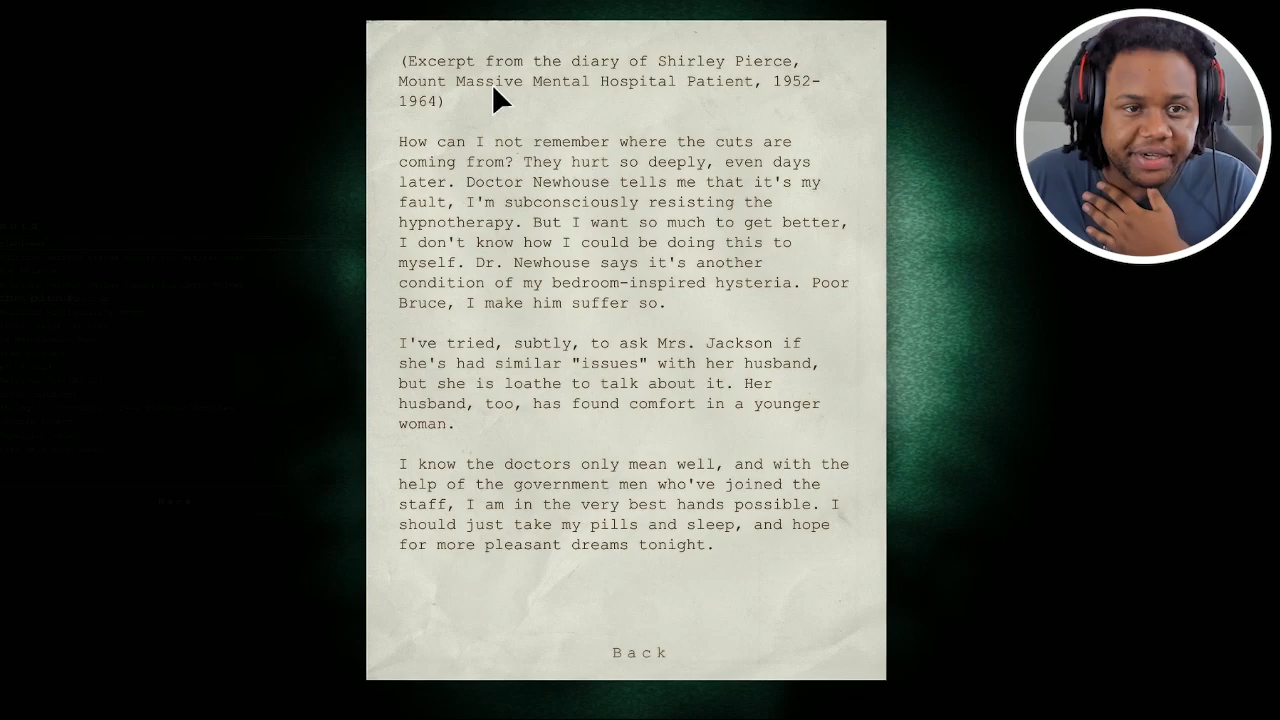 (Excerpt from the diary of Shirley Pierce,
Mount Massive Mental Hospital Patient, 1952-
1964)
How can I not remember where the cuts are
coming from? They hurt so deeply, even days
later. Doctor Newhouse tells me that it's my
fault, I'm subconsciously resisting the
hypnotherapy. But I want so much to get better,
I don't know how I could be doing this to
myself. Dr. Newhouse says it's another
condition of my bedroom-inspired hysteria. Poor
Bruce, I make him suffer so.
I've tried, subtly, to ask Mrs. Jackson if
she's had similar "issues" with her husband,
but she is loathe to talk about it. Her
husband, too, has found comfort in a younger
woman.
I know the doctors only mean well, and with the
help of the government men who've joined the
staff, I am in the very best hands possible. I
should just take my pills and sleep, and hope
for more pleasant dreams tonight.
Back